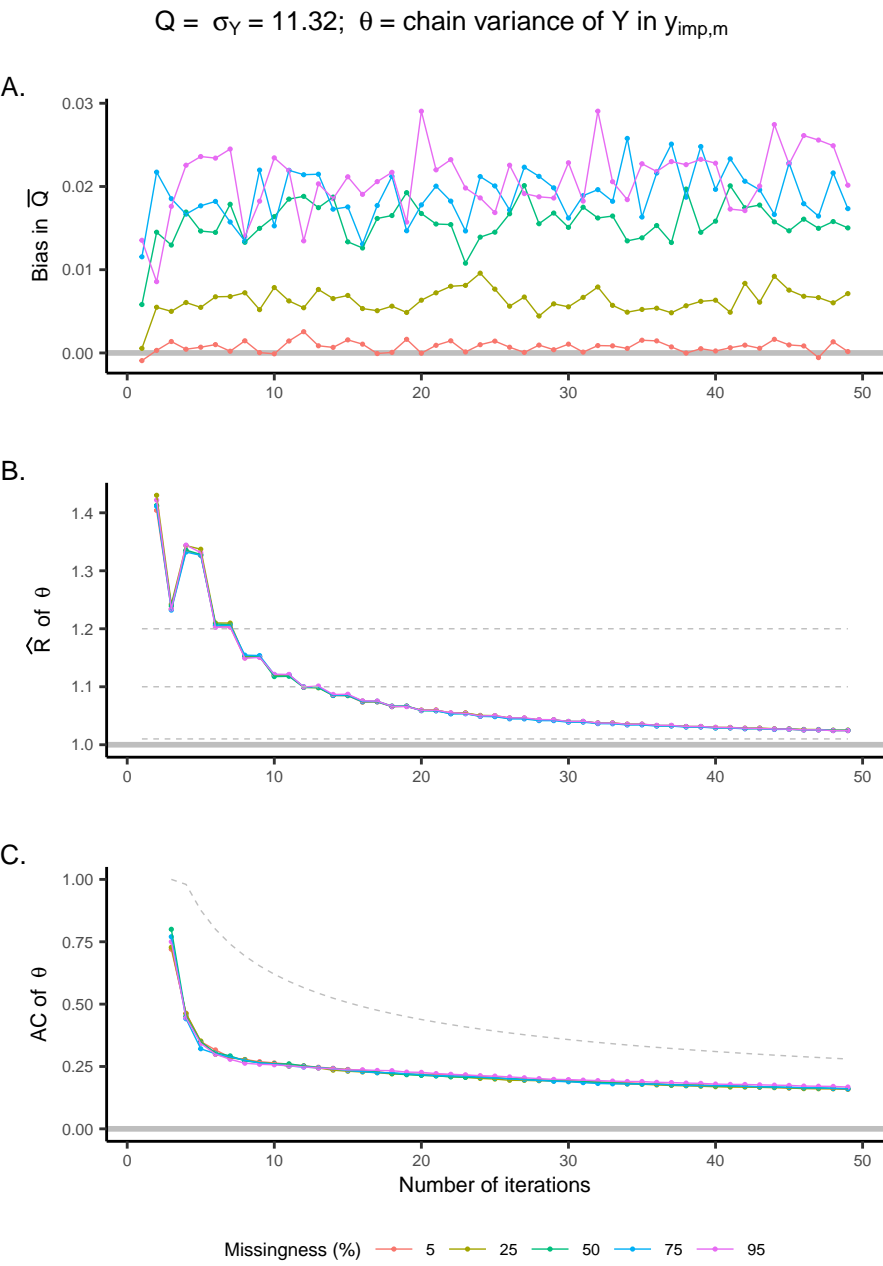 Q = σY = 11.32; θ = chain variance of Y in yimp,m
A.
Bias in Q̅
0.03
0.02
0.01
0.00
0 10 20 30 40 50
B.
R̂ of θ
1.4
1.3
1.2
1.1
1.0
0 10 20 30 40 50
C.
AC of θ
1.00
0.75
0.50
0.25
0.00
0 10 20 30 40 50
Number of iterations
Missingness (%) 5 25 50 75 95